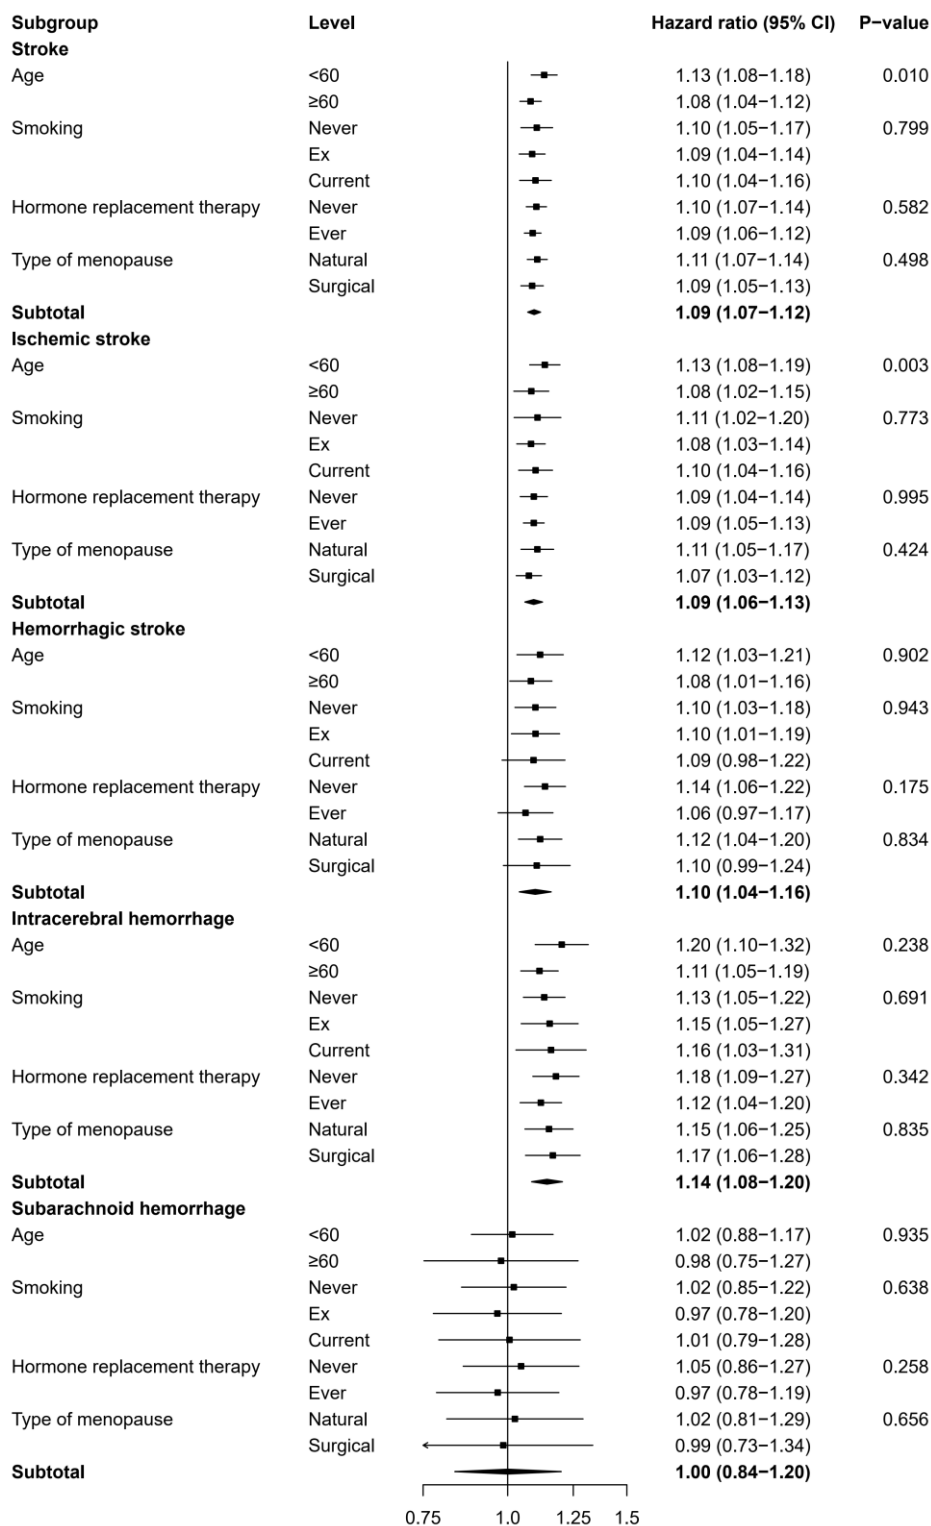 Subgroup Level Hazard ratio (95% CI) P−value
Stroke
Age <60 1.13 (1.08−1.18) 0.010
≥60 1.08 (1.04−1.12)
Smoking Never 1.10 (1.05−1.17) 0.799
Ex 1.09 (1.04−1.14)
Current 1.10 (1.04−1.16)
Hormone replacement therapy Never 1.10 (1.07−1.14) 0.582
Ever 1.09 (1.06−1.12)
Type of menopause Natural 1.11 (1.07−1.14) 0.498
Surgical 1.09 (1.05−1.13)
Subtotal 1.09 (1.07−1.12)
Ischemic stroke
Age <60 1.13 (1.08−1.19) 0.003
≥60 1.08 (1.02−1.15)
Smoking Never 1.11 (1.02−1.20) 0.773
Ex 1.08 (1.03−1.14)
Current 1.10 (1.04−1.16)
Hormone replacement therapy Never 1.09 (1.04−1.14) 0.995
Ever 1.09 (1.05−1.13)
Type of menopause Natural 1.11 (1.05−1.17) 0.424
Surgical 1.07 (1.03−1.12)
Subtotal 1.09 (1.06−1.13)
Hemorrhagic stroke
Age <60 1.12 (1.03−1.21) 0.902
≥60 1.08 (1.01−1.16)
Smoking Never 1.10 (1.03−1.18) 0.943
Ex 1.10 (1.01−1.19)
Current 1.09 (0.98−1.22)
Hormone replacement therapy Never 1.14 (1.06−1.22) 0.175
Ever 1.06 (0.97−1.17)
Type of menopause Natural 1.12 (1.04−1.20) 0.834
Surgical 1.10 (0.99−1.24)
Subtotal 1.10 (1.04−1.16)
Intracerebral hemorrhage
Age <60 1.20 (1.10−1.32) 0.238
≥60 1.11 (1.05−1.19)
Smoking Never 1.13 (1.05−1.22) 0.691
Ex 1.15 (1.05−1.27)
Current 1.16 (1.03−1.31)
Hormone replacement therapy Never 1.18 (1.09−1.27) 0.342
Ever 1.12 (1.04−1.20)
Type of menopause Natural 1.15 (1.06−1.25) 0.835
Surgical 1.17 (1.06−1.28)
Subtotal 1.14 (1.08−1.20)
Subarachnoid hemorrhage
Age <60 1.02 (0.88−1.17) 0.935
≥60 0.98 (0.75−1.27)
Smoking Never 1.02 (0.85−1.22) 0.638
Ex 0.97 (0.78−1.20)
Current 1.01 (0.79−1.28)
Hormone replacement therapy Never 1.05 (0.86−1.27) 0.258
Ever 0.97 (0.78−1.19)
Type of menopause Natural 1.02 (0.81−1.29) 0.656
Surgical 0.99 (0.73−1.34)
Subtotal 1.00 (0.84−1.20)
0.75 1.0 1.25 1.5